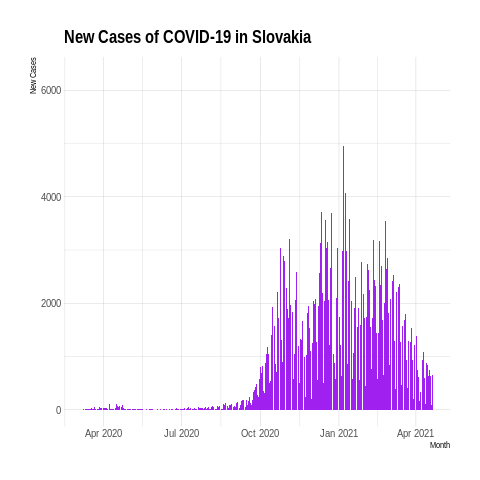 New Cases of COVID-19 in Slovakia
New Cases
6000
4000
2000
0
Apr 2020 Jul 2020 Oct 2020 Jan 2021 Apr 2021
Month